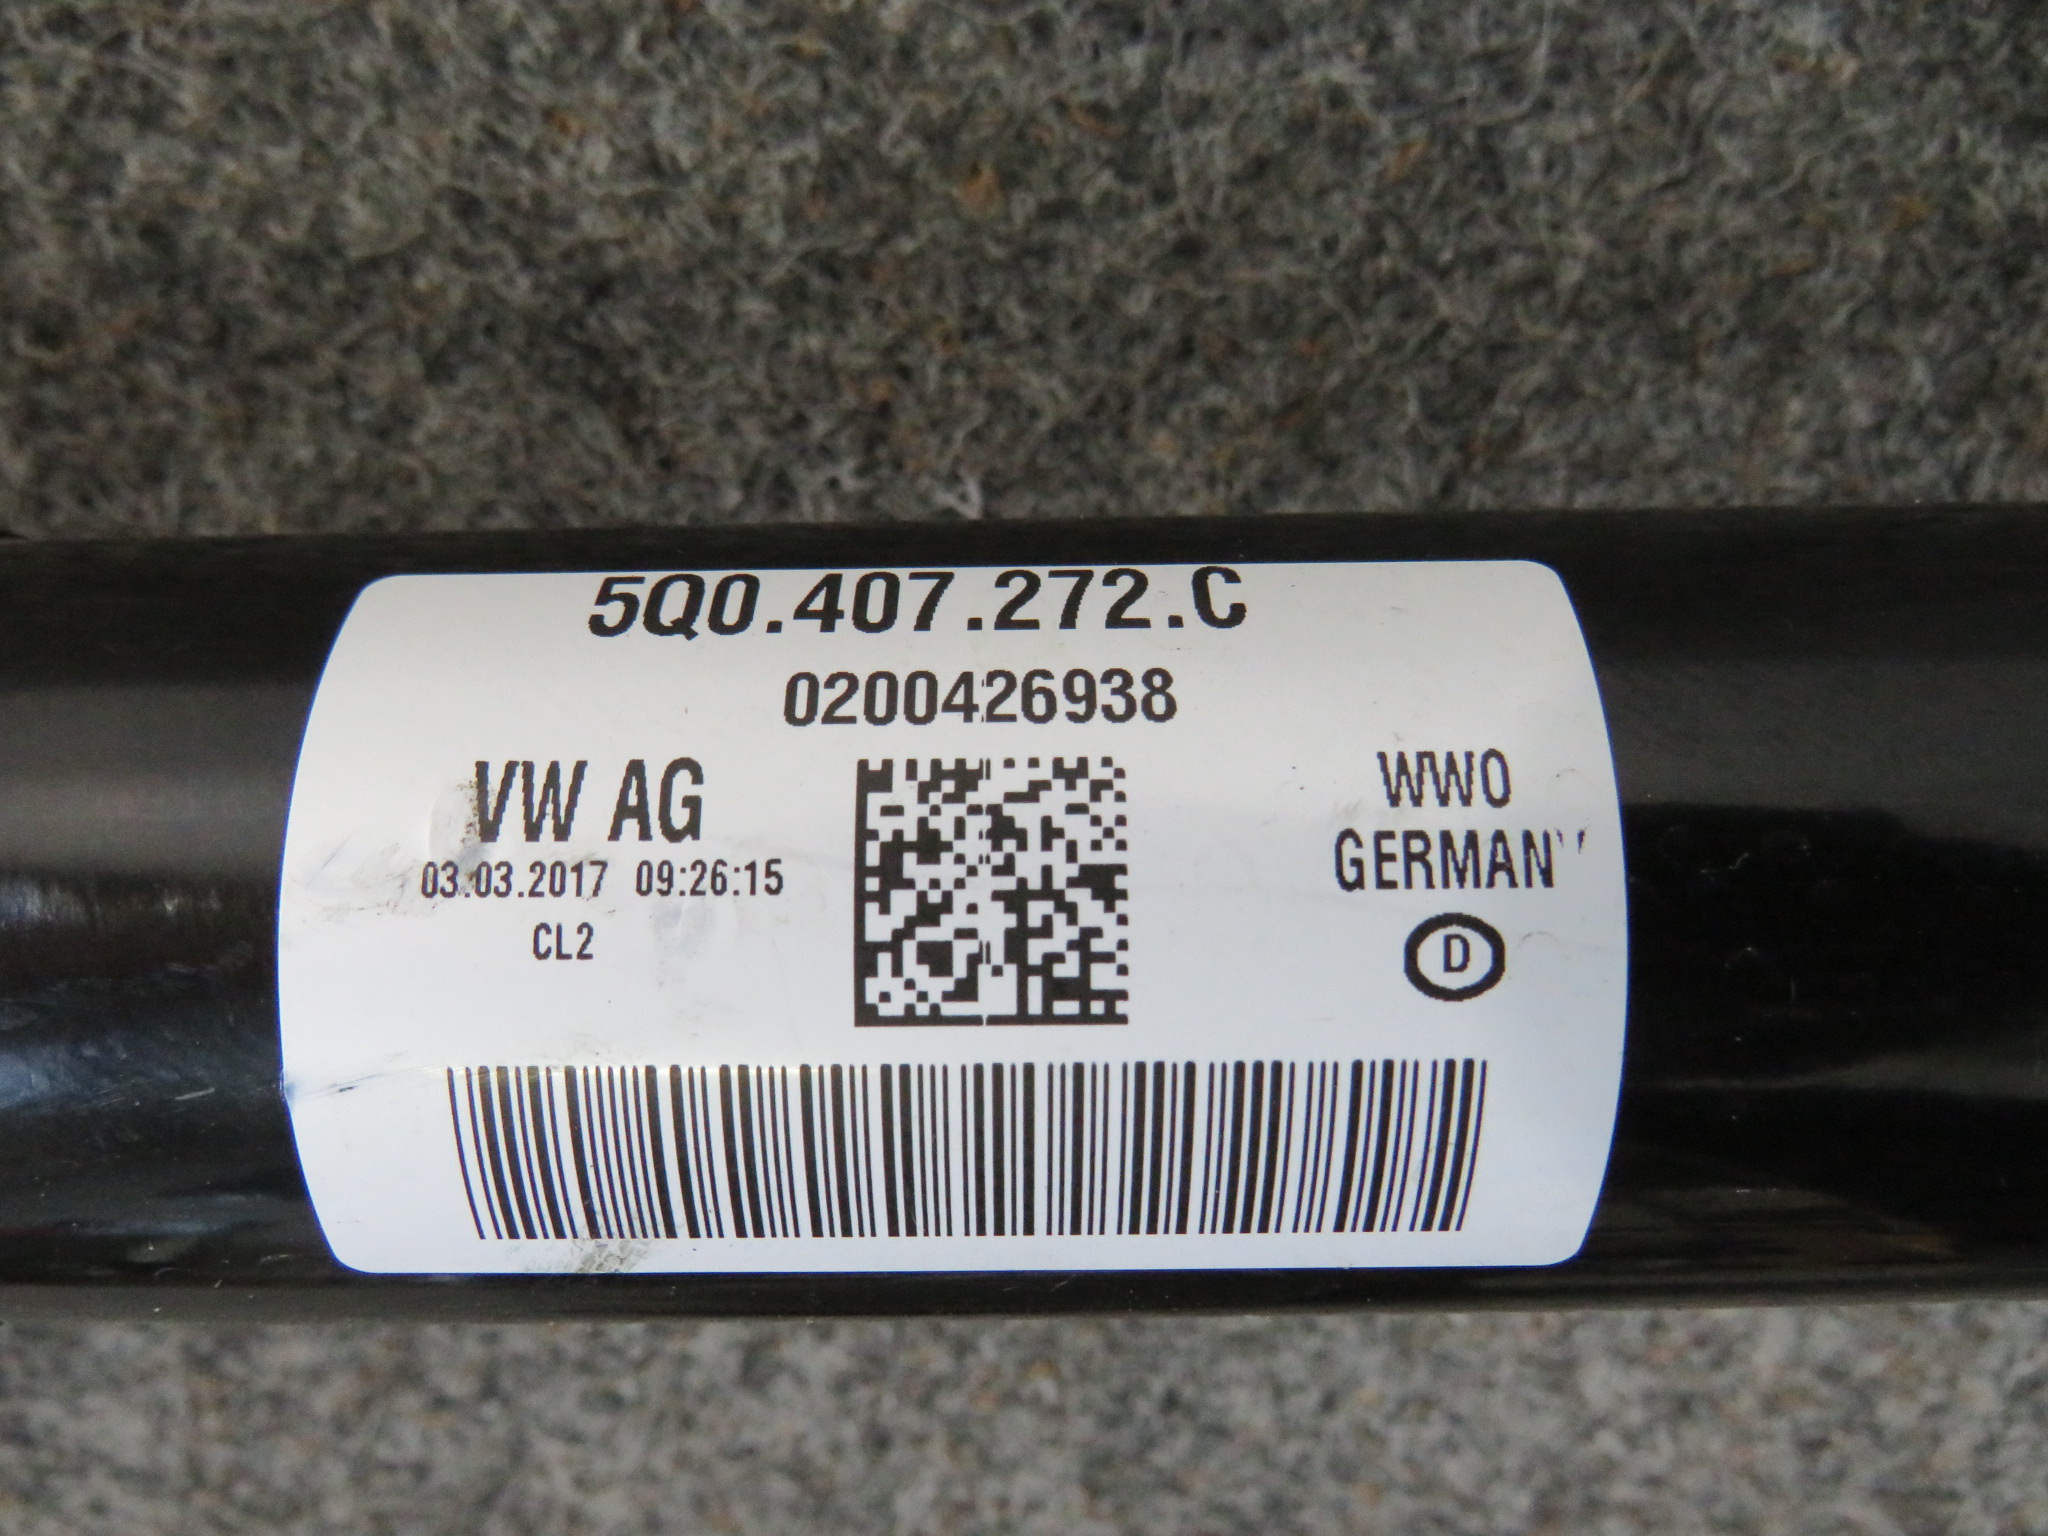 5Q0.407.272.C
0200426938
VW AG
03.03.2017 09:26:15
CL2
WWO
GERMANY
D